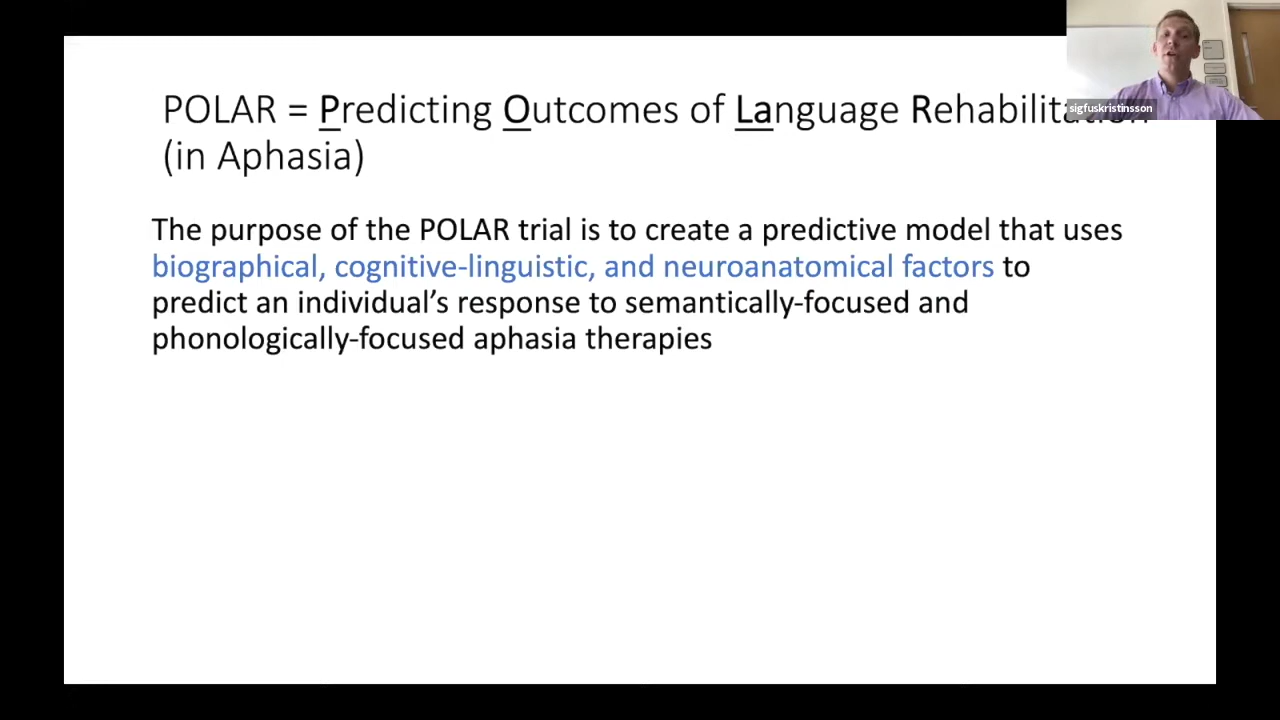 POLAR = Predicting Outcomes of Language Rehabilitation
(in Aphasia)
sigfuskristinsson
The purpose of the POLAR trial is to create a predictive model that uses
biographical, cognitive-linguistic, and neuroanatomical factors to
predict an individual’s response to semantically-focused and
phonologically-focused aphasia therapies